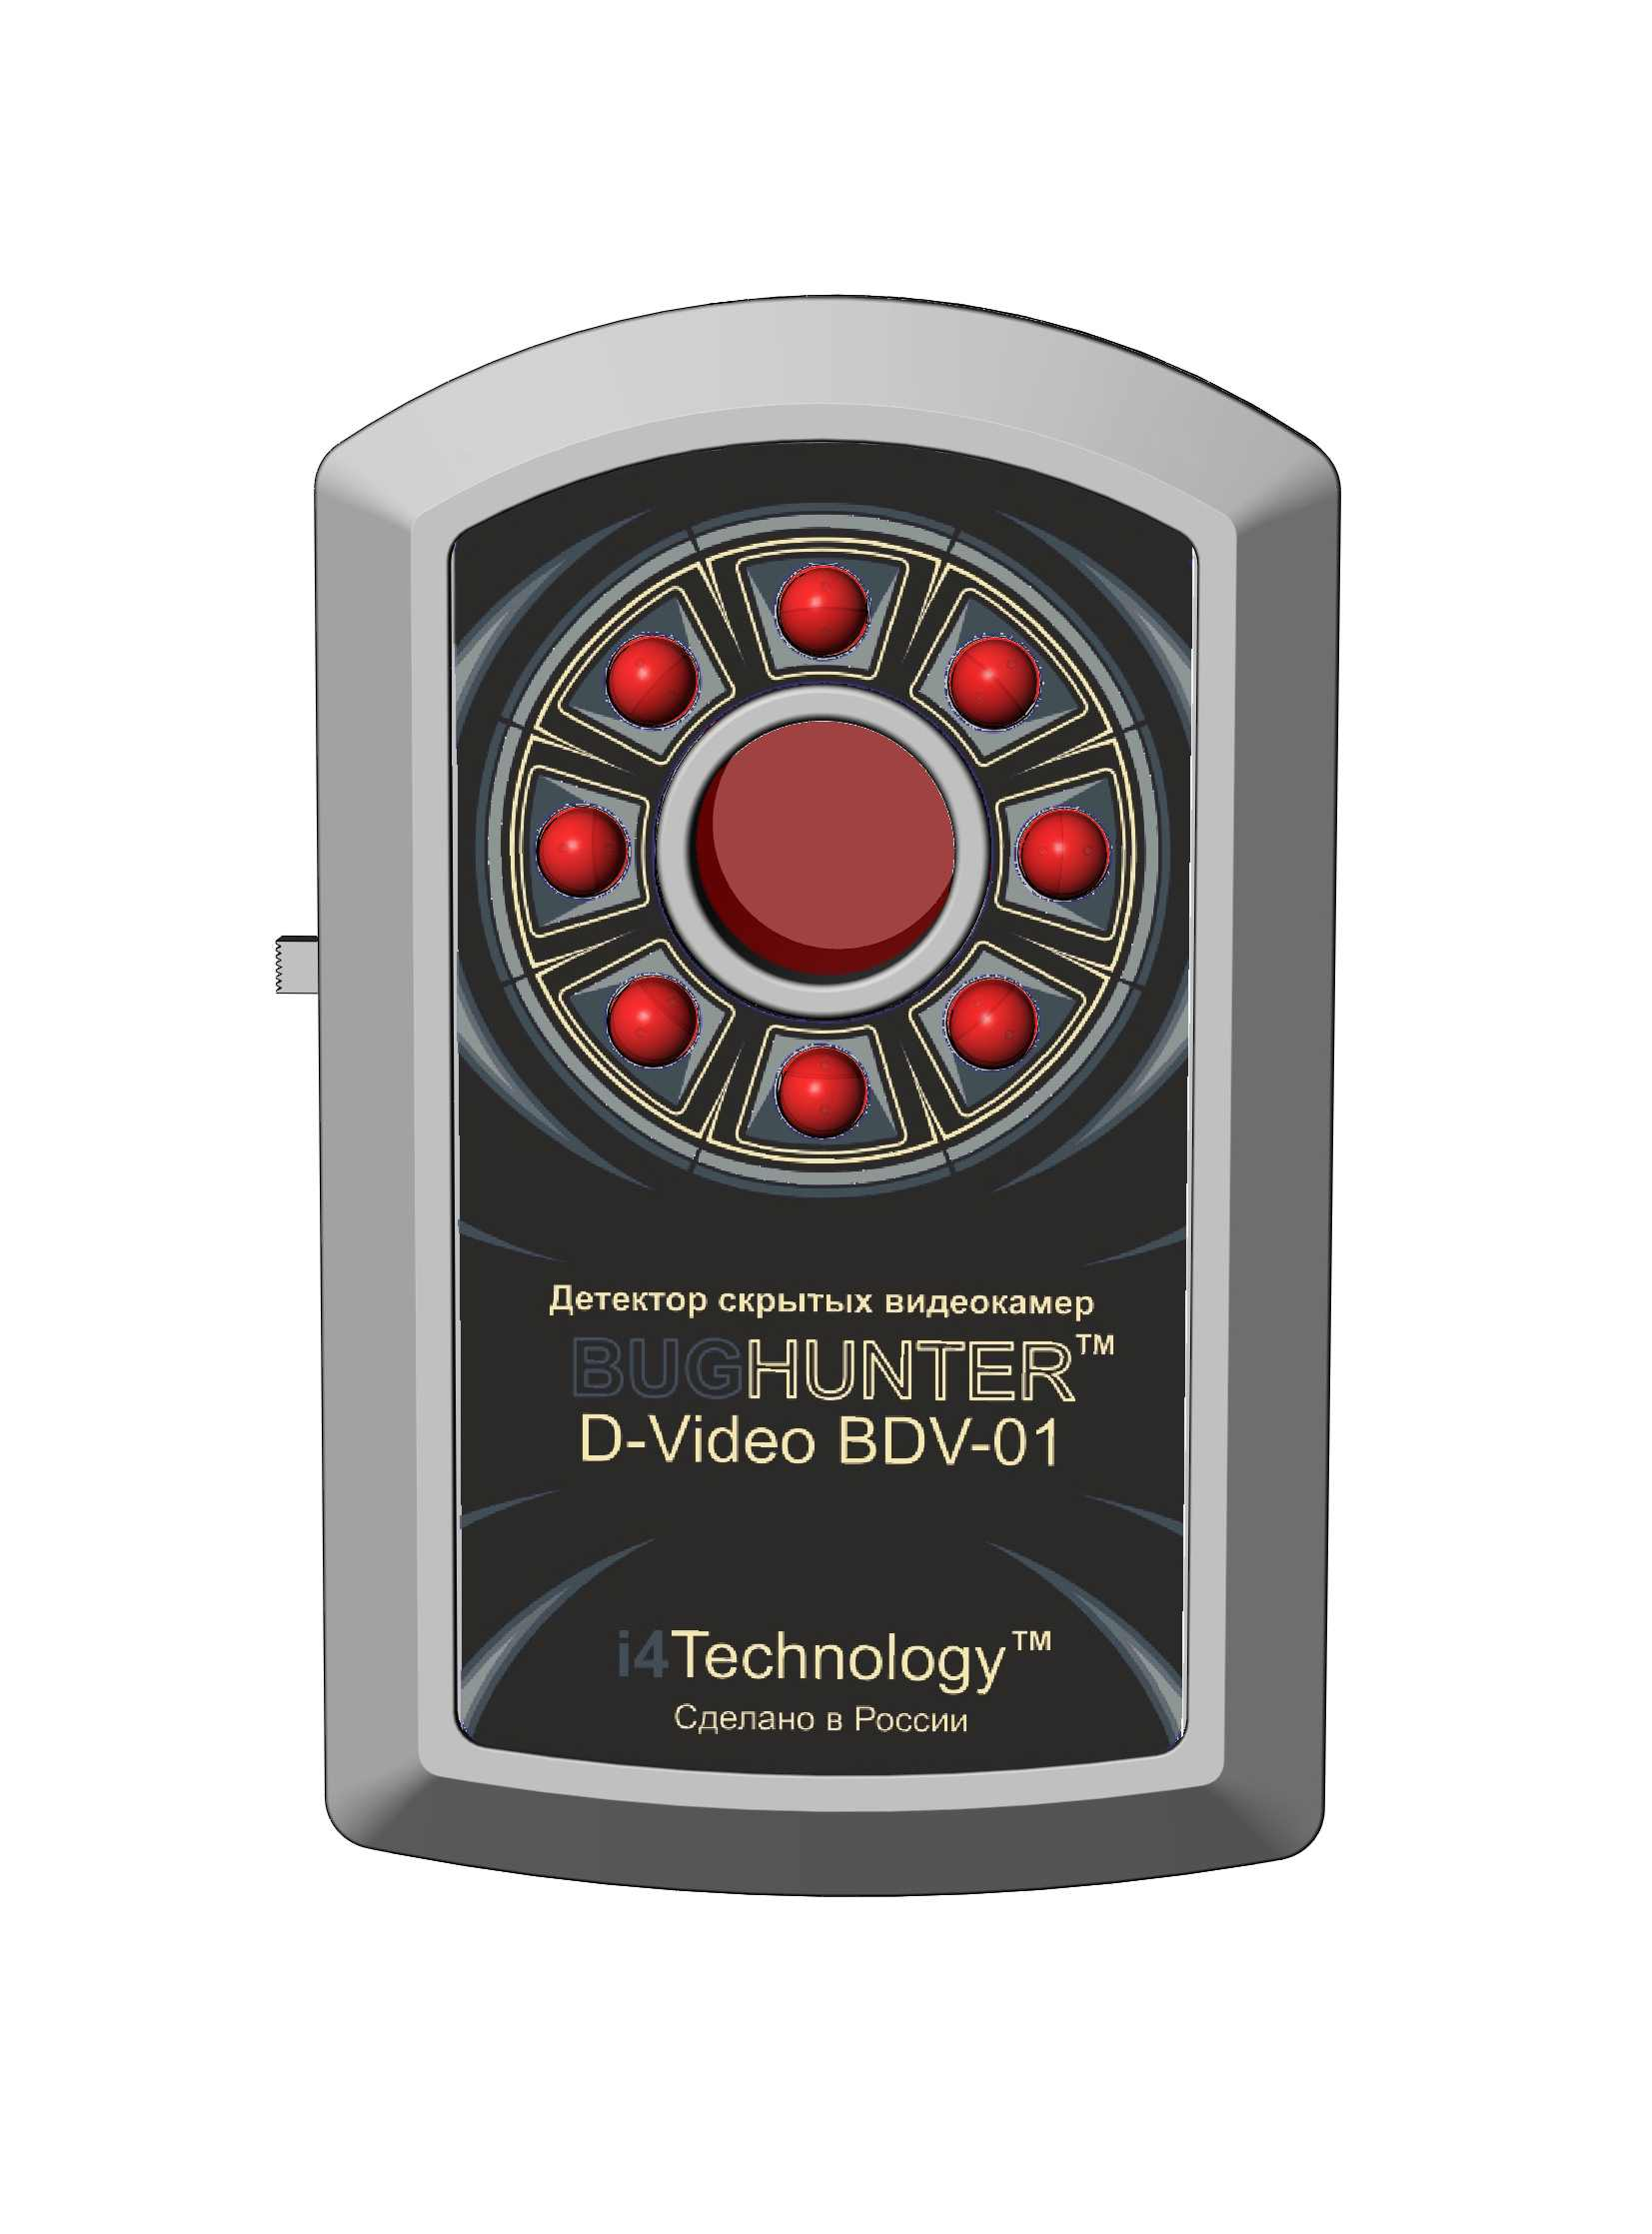 Детектор скрытых видеокамер
BUGHUNTER™
D-Video BDV-01
i4Technology™
Сделано в России